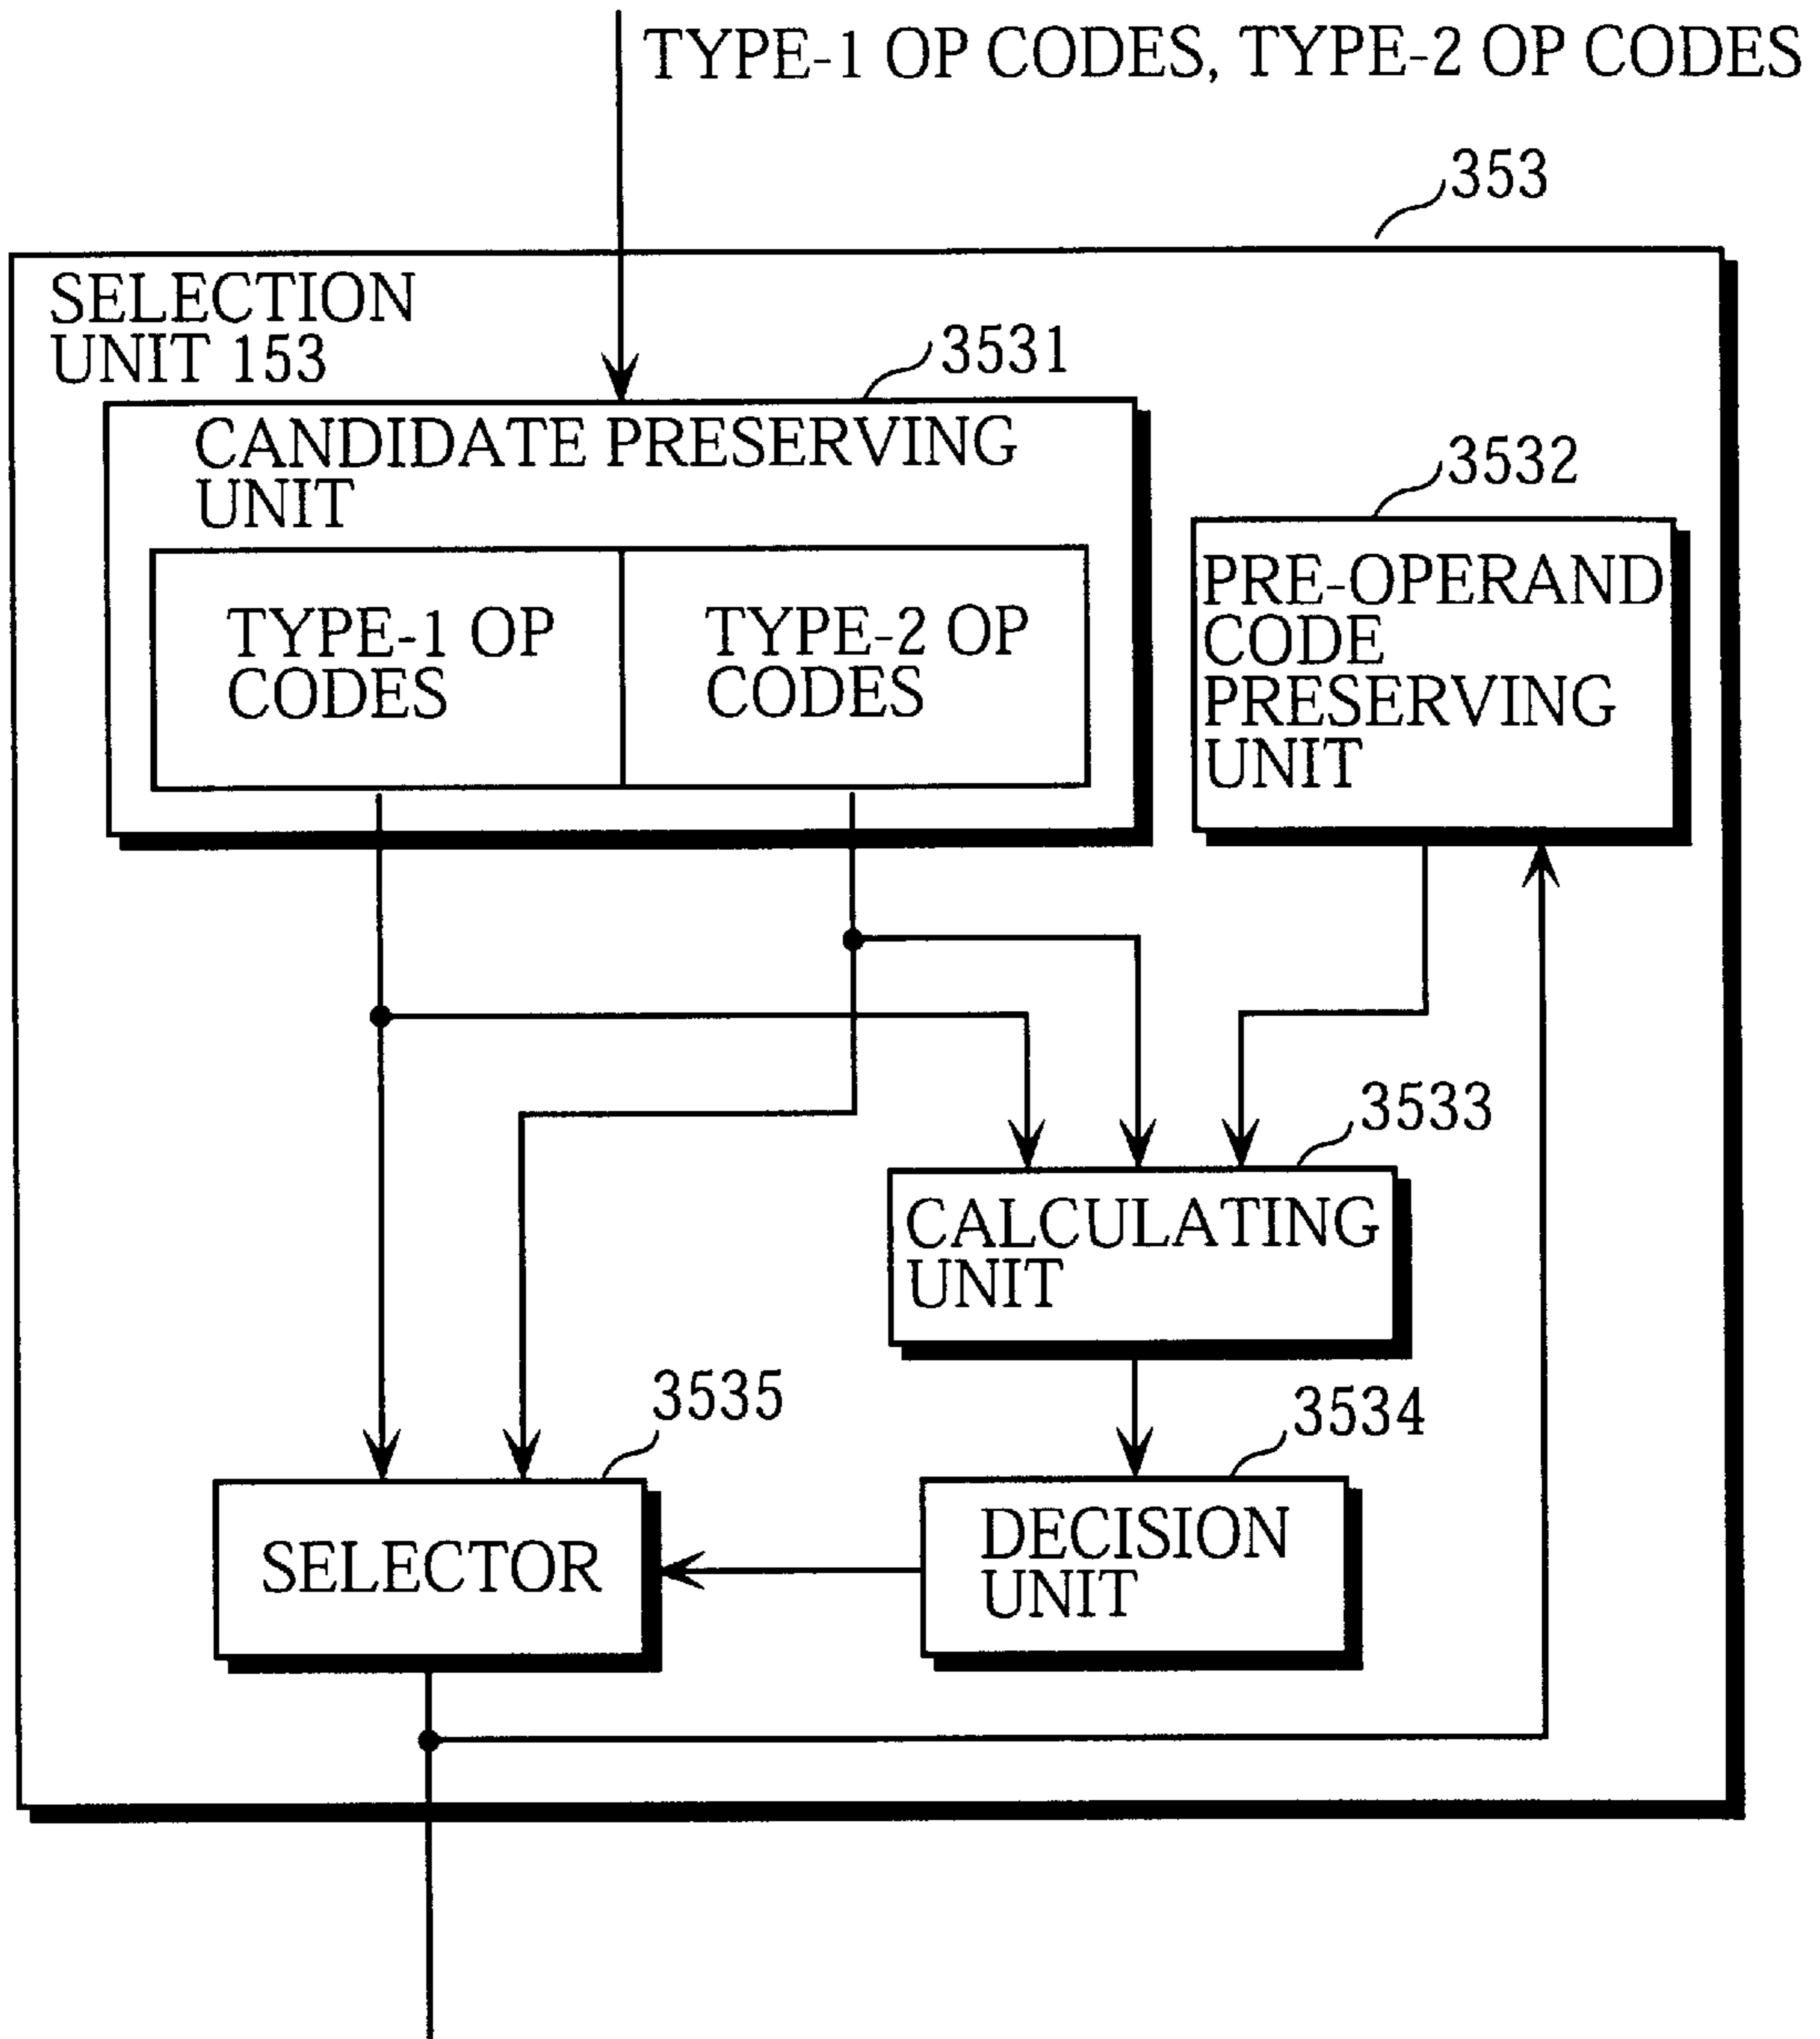 TYPE-1 OP CODES, TYPE-2 OP CODES
353
SELECTION
UNIT 153
3531
CANDIDATE PRESERVING
UNIT
3532
TYPE-1 OP
CODES
TYPE-2 OP
CODES
PRE-OPERAND
CODE
PRESERVING
UNIT
3533
CALCULATING
UNIT
3535
3534
SELECTOR
DECISION
UNIT